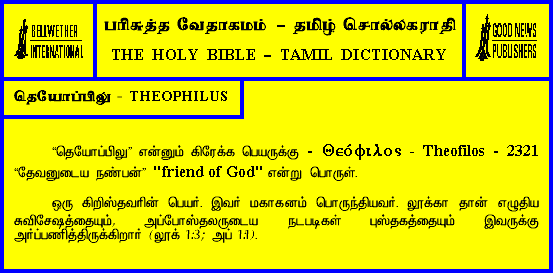 BELLWETHER
INTERNATIONAL
பரிசுத்த வேதாகமம் – தமிழ் சொல்லகராதி
THE HOLY BIBLE – TAMIL DICTIONARY
GOOD NEWS
PUBLISHERS
தெயோப்பிலு - THEOPHILUS
“தெயோப்பிலு” என்னும் கிரேக்க பெயருக்கு - Θεόφιλος - Theofilos - 2321
“தேவனுடைய நண்பன்” "friend of God" என்று பொருள்.
ஒரு கிறிஸ்தவரின் பெயர். இவர் மகாகனம் பொருந்தியவர். லூக்கா தான் எழுதிய
சுவிசேஷத்தையும், அப்போஸ்தலருடைய நடபடிகள் புஸ்தகத்தையும் இவருக்கு
அர்ப்பணித்திருக்கிறார் (லூக் 1:3; அப் 1:1).